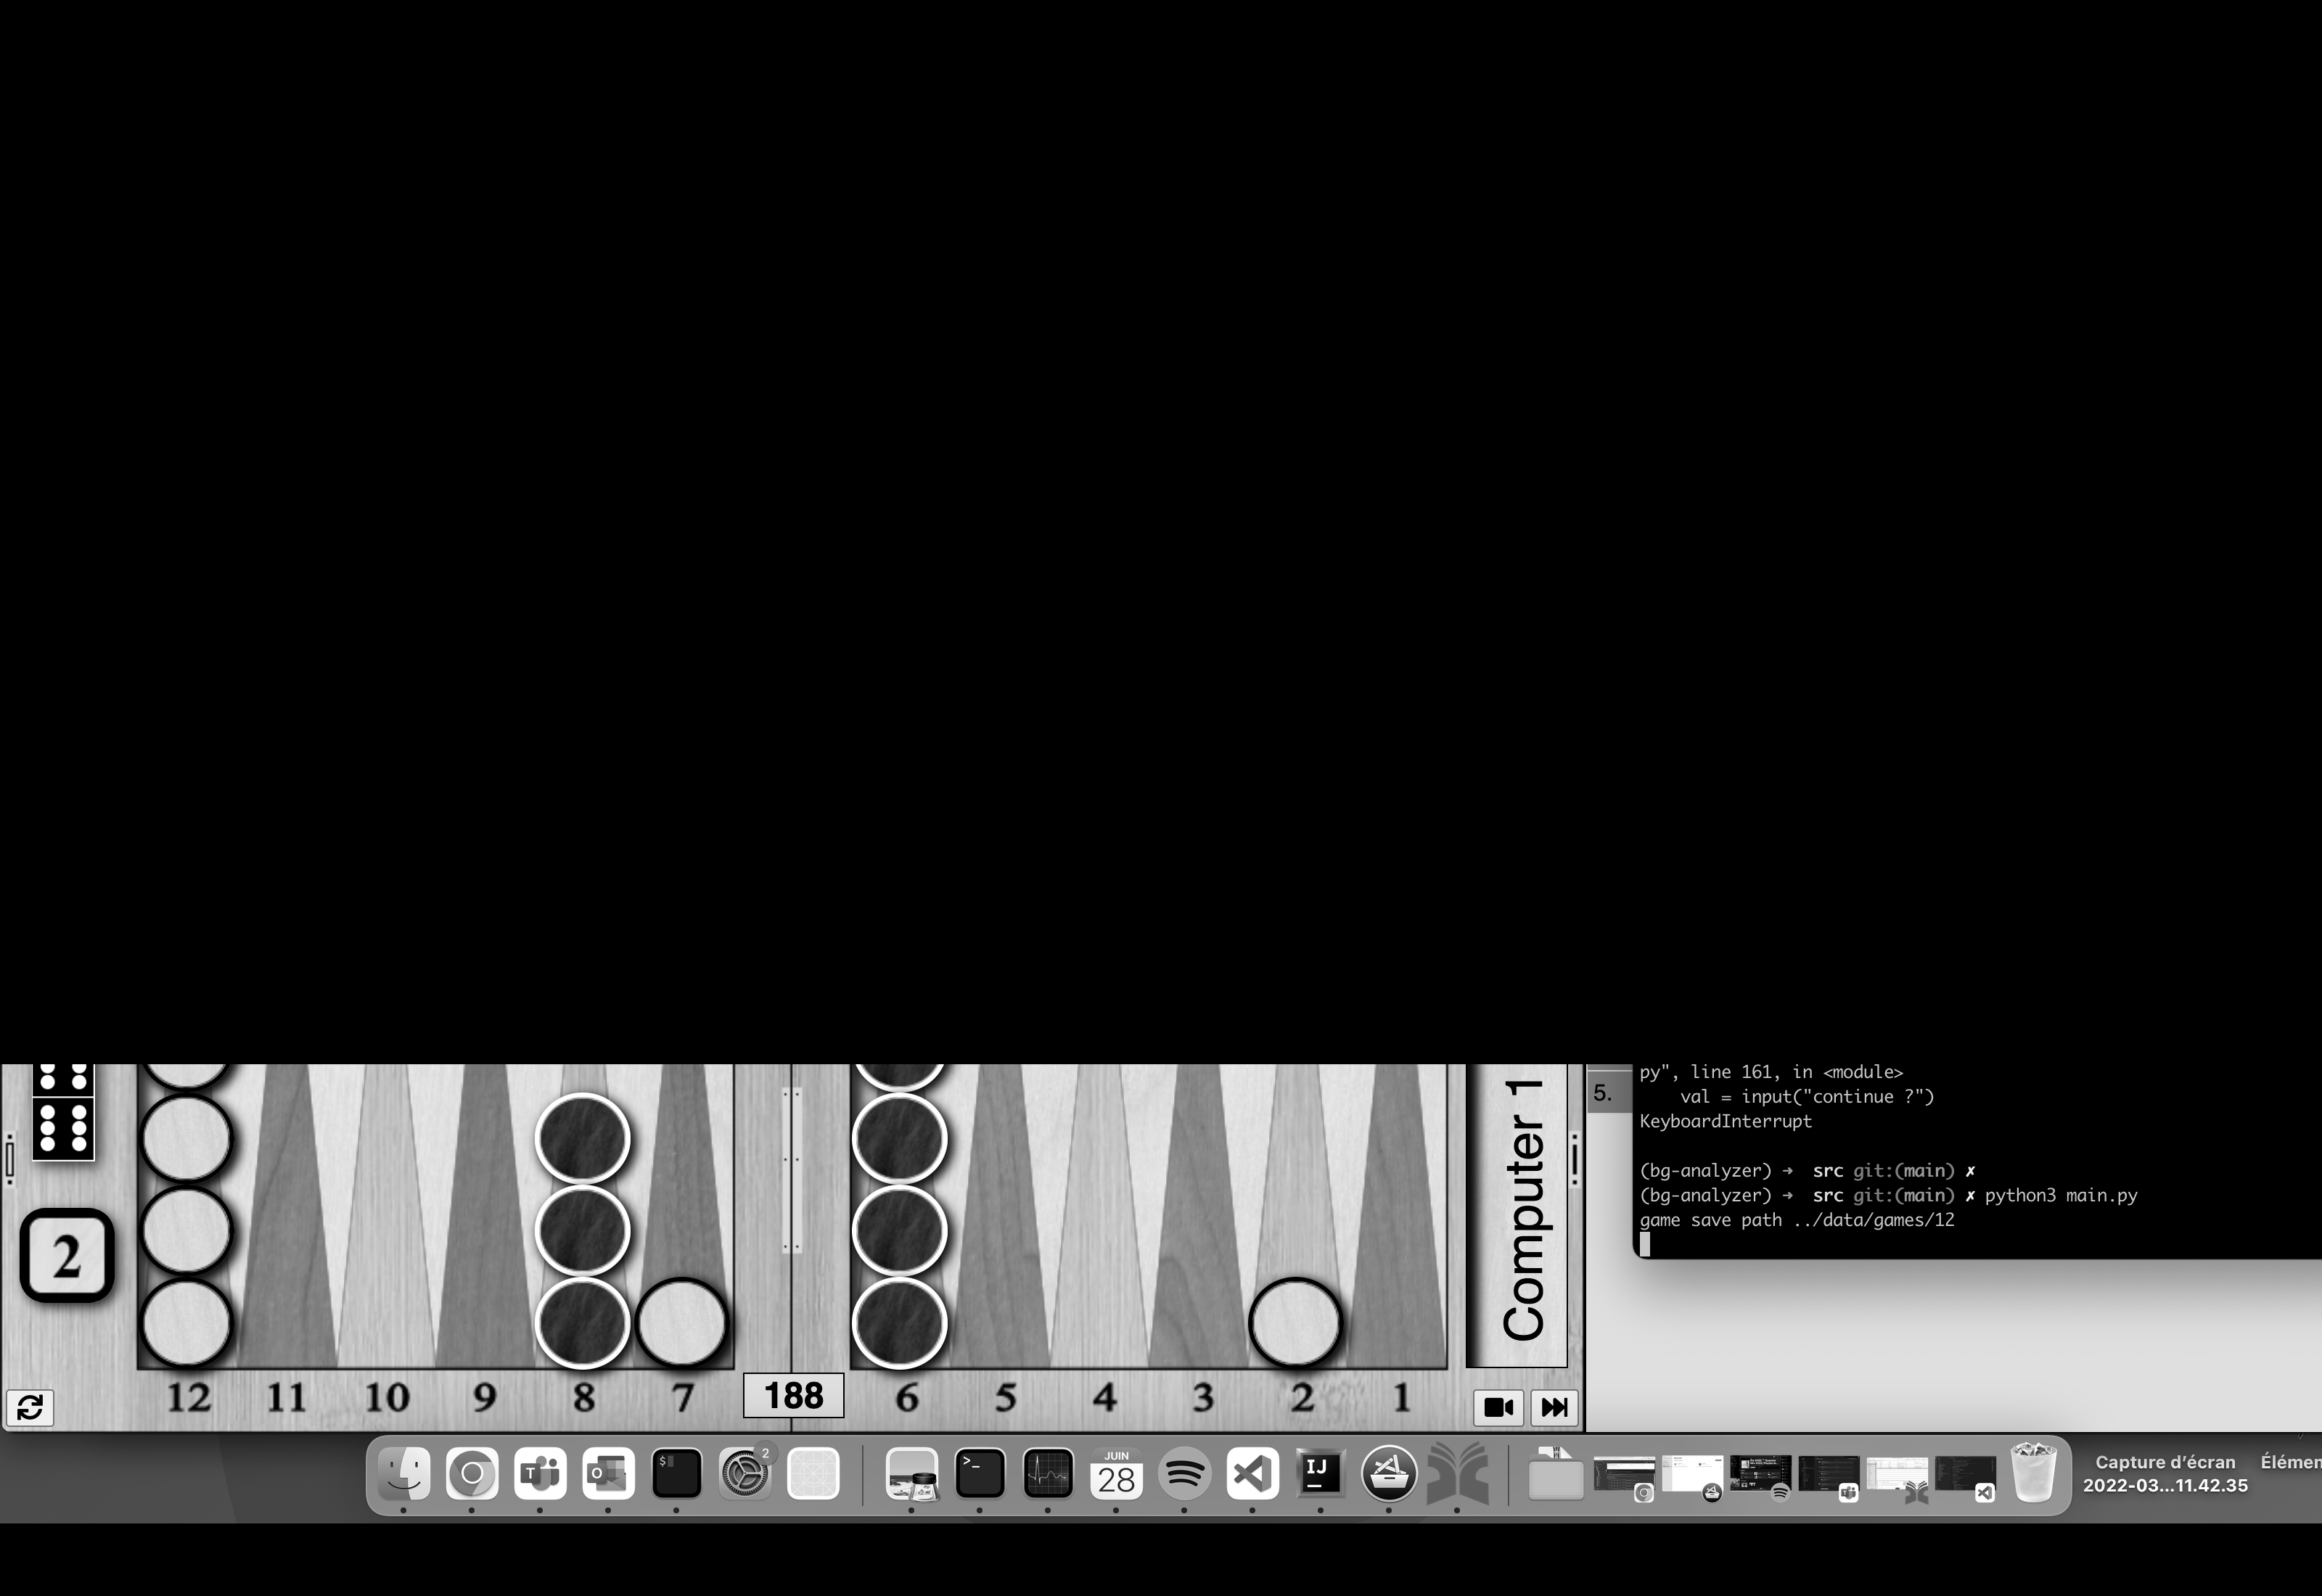 Computer 1
5.
py", line 161, in <module>
val = input("continue ?")
KeyboardInterrupt
(bg-analyzer) ➜ src git:(main) ✗
(bg-analyzer) ➜ src git:(main) ✗ python3 main.py
game save path ../data/games/12
2
12 11 10 9 8 7 188 6 5 4 3 2 1
2
T
O
$
>_
JUIN
28
IJ
Capture d'écran
2022-03...11.42.35
Élémen